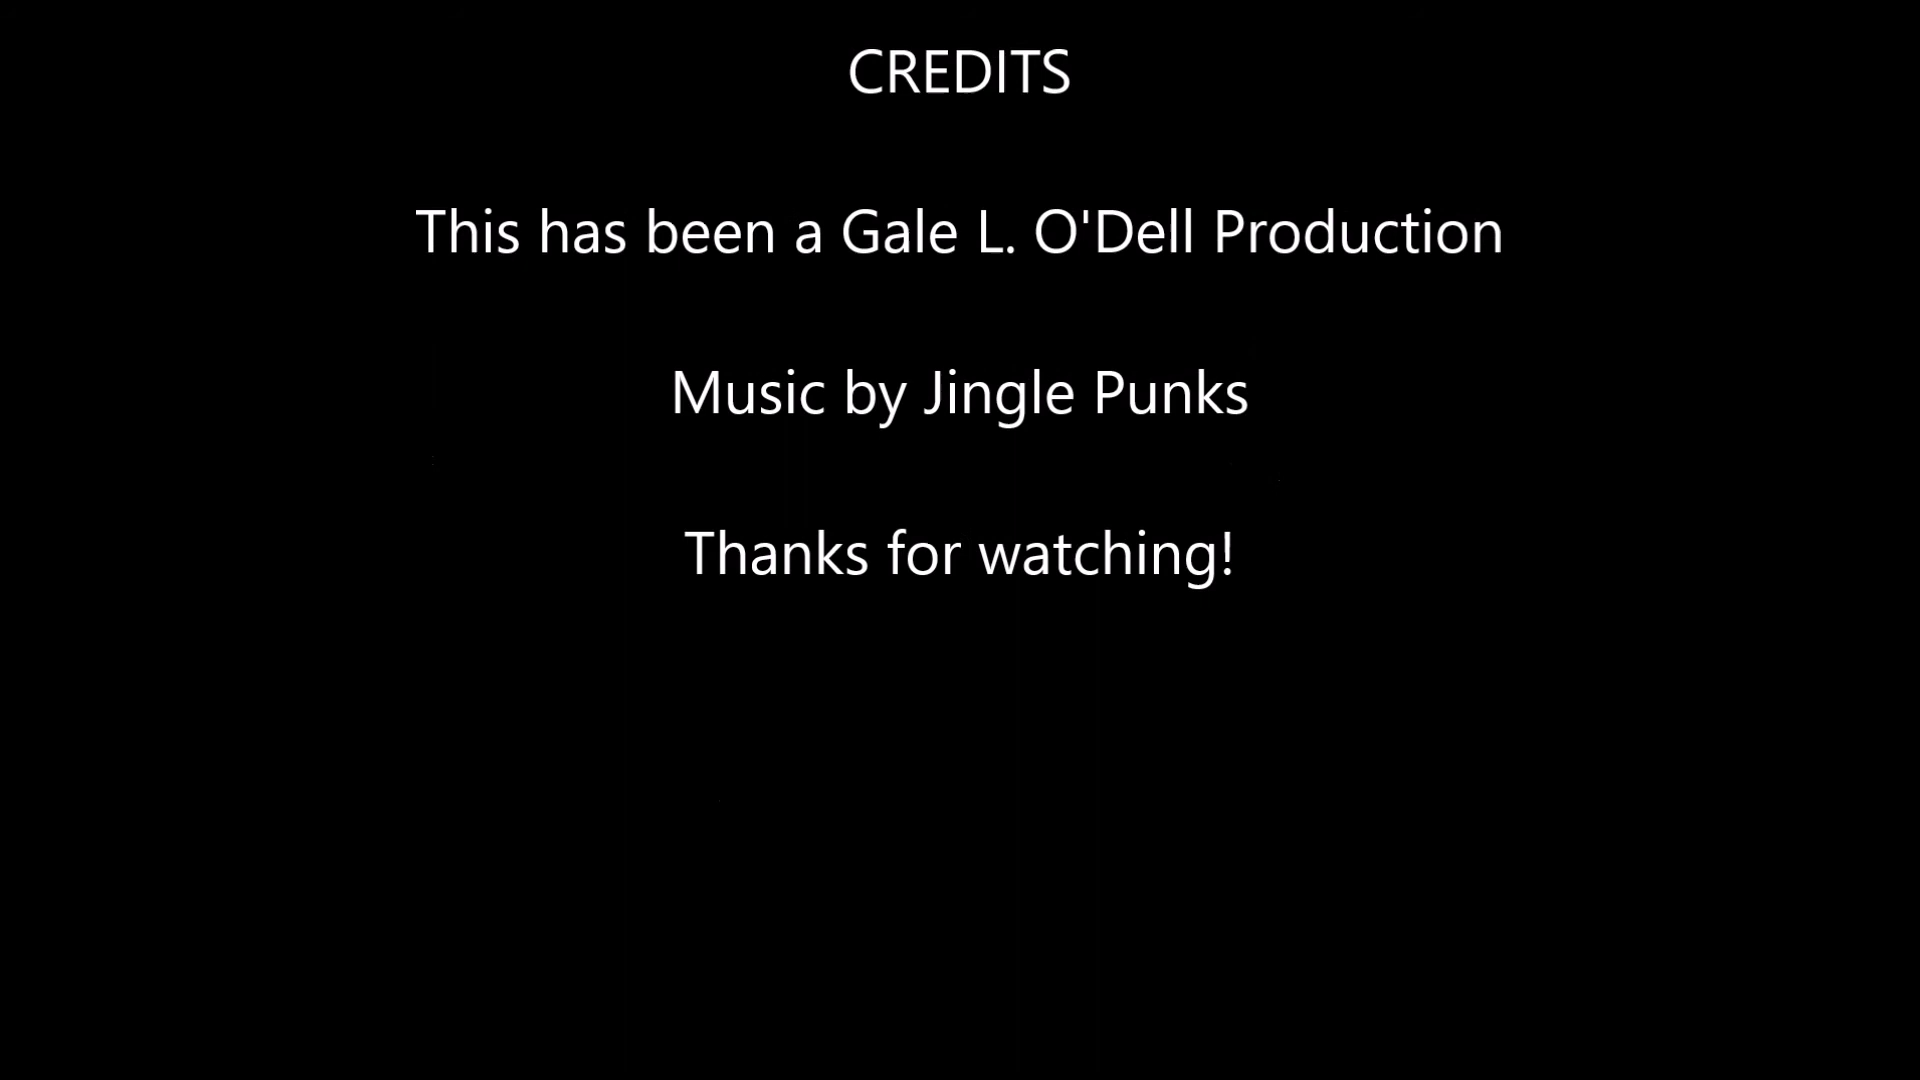 CREDITS
This has been a Gale L. O'Dell Production
Music by Jingle Punks
Thanks for watching!